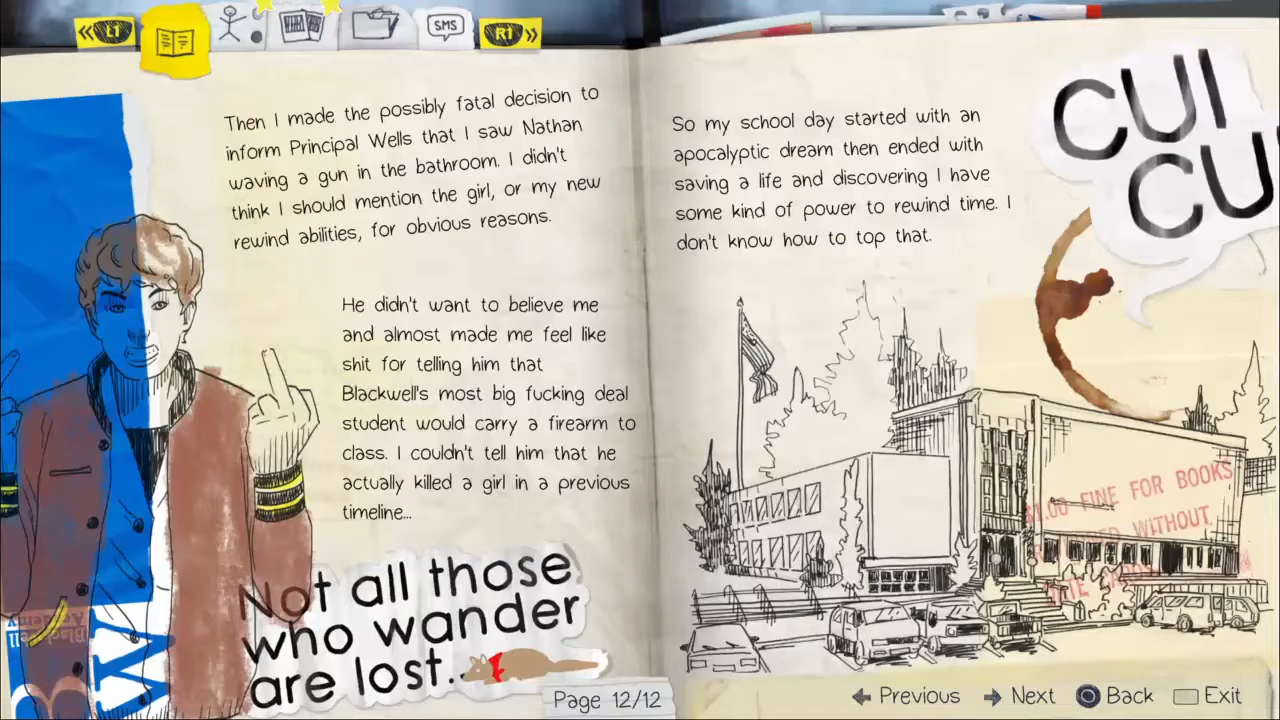 L1
SMS
R1
Then I made the possibly fatal decision to
inform Principal Wells that I saw Nathan
waving a gun in the bathroom. I didn't
think I should mention the girl, or my new
rewind abilities, for obvious reasons.
He didn't want to believe me
and almost made me feel like
shit for telling him that
Blackwell's most big fucking deal
student would carry a firearm to
class. I couldn't tell him that he
actually killed a girl in a previous
timeline...
Not all those
who wander
are lost.
So my school day started with an
apocalyptic dream then ended with
saving a life and discovering I have
some kind of power to rewind time. I
don't know how to top that.
CUI
CU
$1.00 FINE FOR BOOKS
WITHOUT
Page 12/12
Previous
Next
Back
Exit